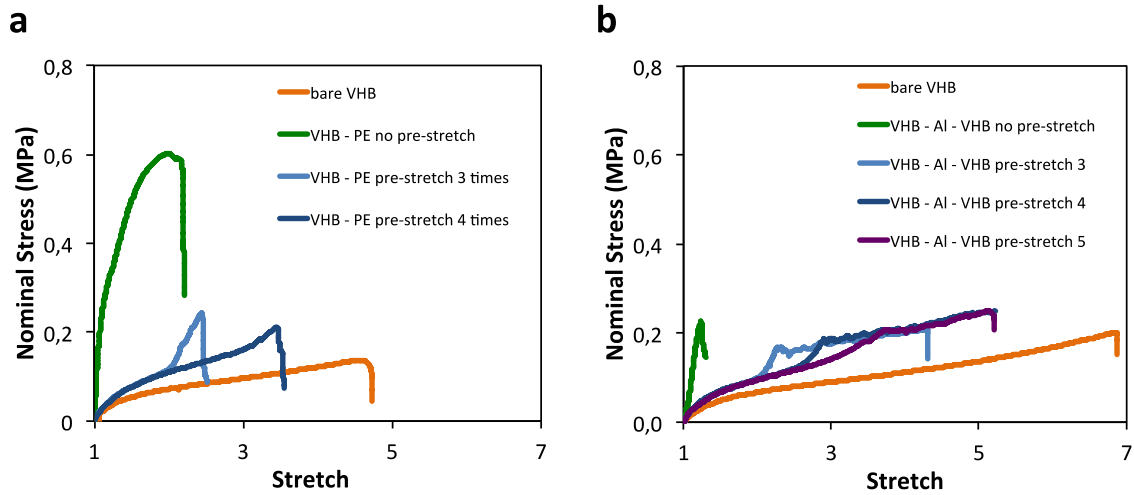 a
0,8
0,6
0,4
0,2
0
Nominal Stress (MPa)
bare VHB
VHB - PE no pre-stretch
VHB - PE pre-stretch 3 times
VHB - PE pre-stretch 4 times
1
3
5
7
Stretch
b
0,8
0,6
0,4
0,2
0,0
Nominal Stress (MPa)
bare VHB
VHB - Al - VHB no pre-stretch
VHB - Al - VHB pre-stretch 3
VHB - Al - VHB pre-stretch 4
VHB - Al - VHB pre-stretch 5
1
3
5
7
Stretch